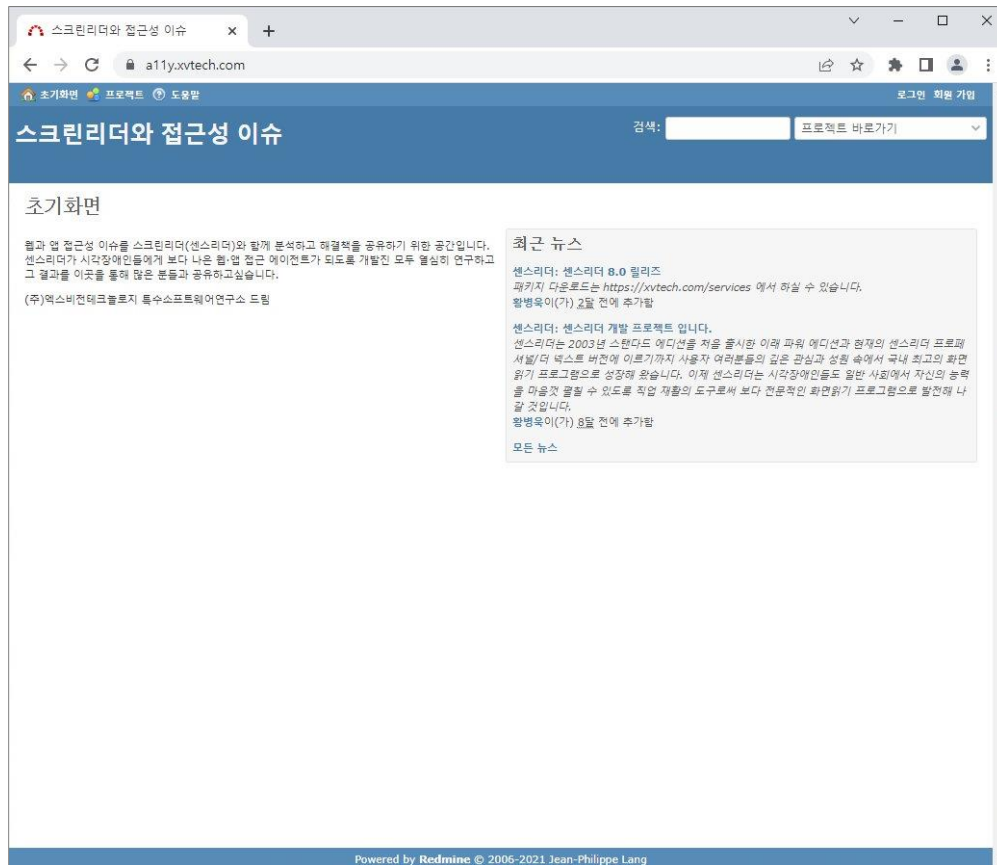 스크린리더와 접근성 이슈
a11y.xvtech.com
초기화면 프로젝트 도움말
로그인 회원 가입
스크린리더와 접근성 이슈
검색:
프로젝트 바로가기
초기화면
웹과 앱 접근성 이슈를 스크린리더(센스리더)와 함께 분석하고 해결책을 공유하기 위한 공간입니다.
센스리더가 시각장애인들에게 보다 나은 웹·앱 접근 에이전트가 되도록 개발진 모두 열심히 연구하고
그 결과를 이곳을 통해 많은 분들과 공유하고싶습니다.
(주)엑스비전테크놀로지 특수소프트웨어연구소 드림
최근 뉴스
센스리더: 센스리더 8.0 릴리즈
패키지 다운로드는 https://xvtech.com/services 에서 하실 수 있습니다.
황병욱이(가) 2달 전에 추가함
센스리더: 센스리더 개발 프로젝트 입니다.
센스리더는 2003년 스탠다드 에디션을 처음 출시한 이래 파워 에디션과 현재의 센스리더 프로페
셔널/더 넥스트 버전에 이르기까지 사용자 여러분들의 깊은 관심과 성원 속에서 국내 최고의 화면
읽기 프로그램으로 성장해 왔습니다. 이제 센스리더는 시각장애인들도 일반 사회에서 자신의 능력
을 마음껏 펼칠 수 있도록 직업 재활의 도구로써 보다 전문적인 화면읽기 프로그램으로 발전해 나
갈 것입니다.
황병욱이(가) 8달 전에 추가함
모든 뉴스
Powered by Redmine © 2006-2021 Jean-Philippe Lang